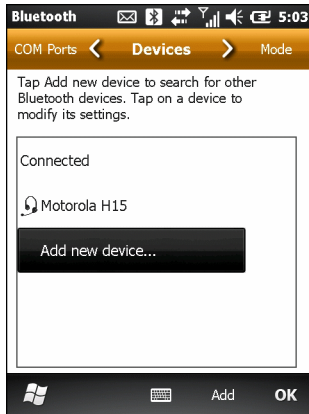 Bluetooth 5:03
COM Ports Devices Mode
Tap Add new device to search for other
Bluetooth devices. Tap on a device to
modify its settings.
Connected
Motorola H15
Add new device...
Add OK